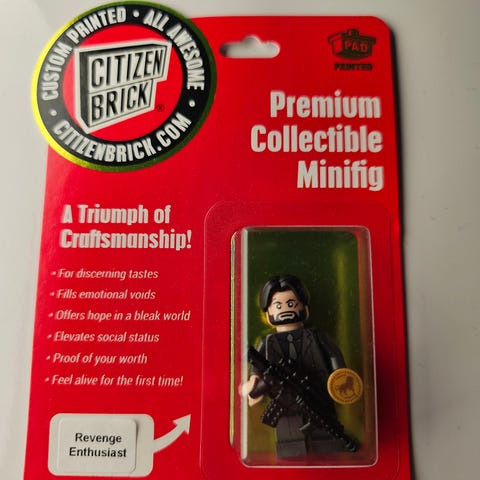 CUSTOM PRINTED • ALL AWESOME •
CITIZEN
BRICK®
• CITIZENBRICK.COM •
PAD
PRINTED
Premium
Collectible
Minifig
A Triumph of
Craftsmanship!
• For discerning tastes
• Fills emotional voids
• Offers hope in a bleak world
• Elevates social status
• Proof of your worth
• Feel alive for the first time!
Revenge
Enthusiast